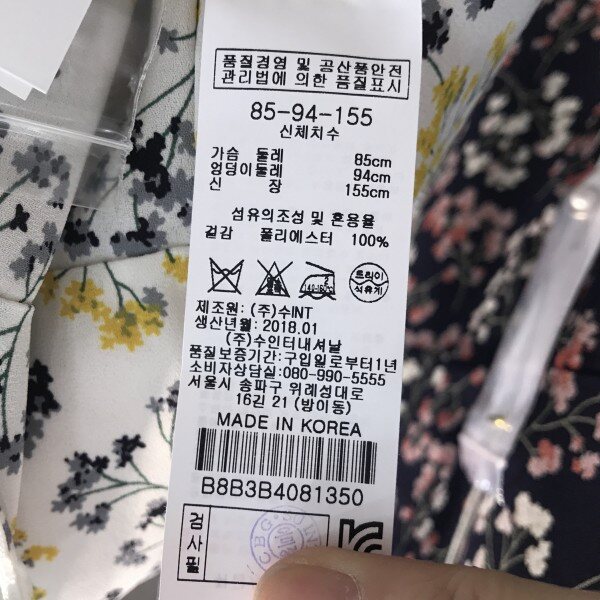 품질경영 및 공산품안전
관리법에 의한 품질표시
85-94-155
신체치수
가슴 둘레 85cm
엉덩이둘레 94cm
신 장 155cm
섬유의조성 및 혼용율
겉감 폴리에스터 100%
드라이
석유계
제조원: (주)수INT
생산년월: 2018.01
(주)수인터내셔날
품질보증기간: 구입일로부터1년
소비자상담실: 080-990-5555
서울시 송파구 위례성대로
16길 21 (방이동)
MADE IN KOREA
B8B3B4081350
검
사
필